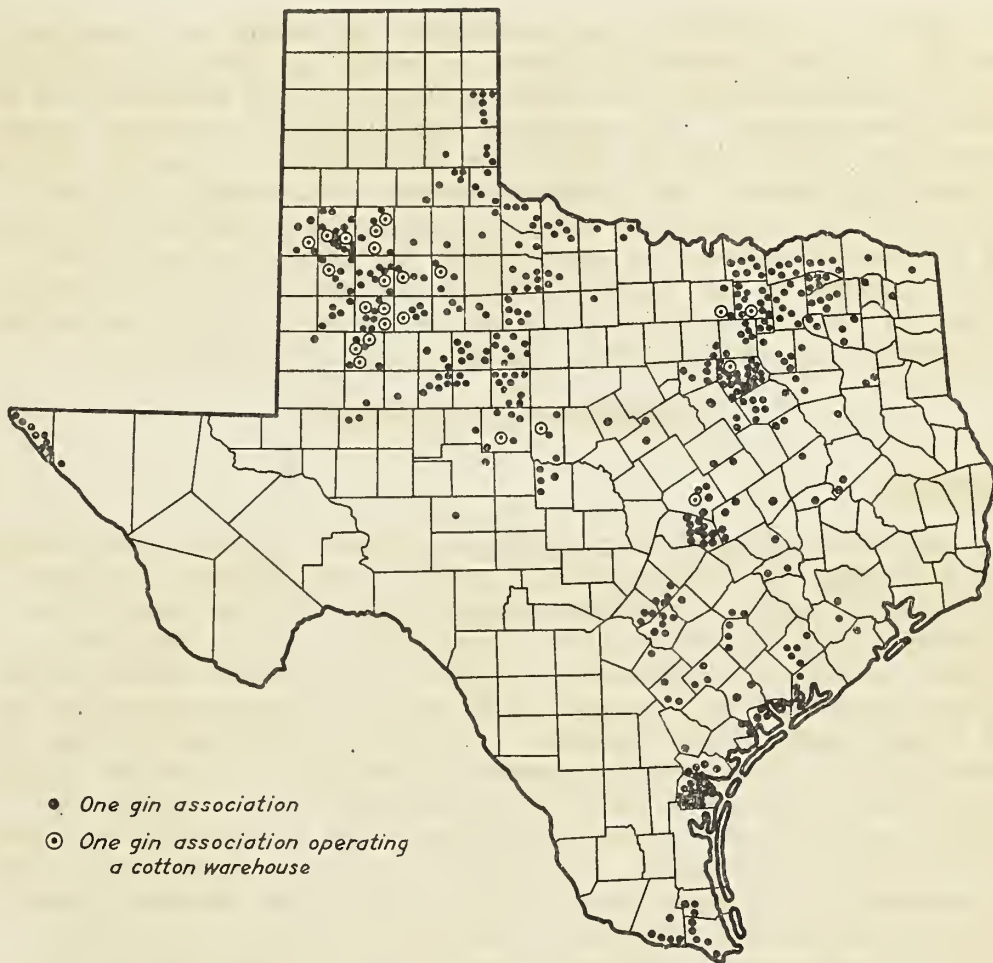 One gin association
One gin association operating
a cotton warehouse